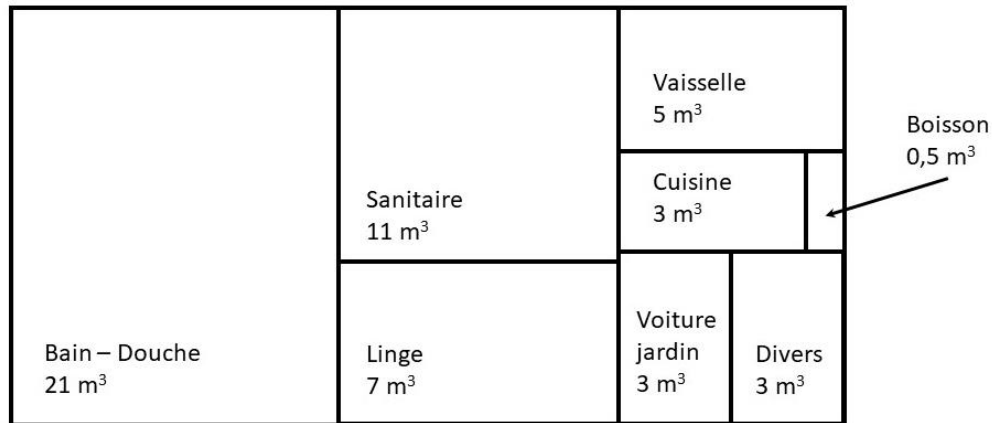 Bain – Douche
21 m³
Sanitaire
11 m³
Linge
7 m³
Vaisselle
5 m³
Cuisine
3 m³
Boisson
0,5 m³
Voiture
jardin
3 m³
Divers
3 m³